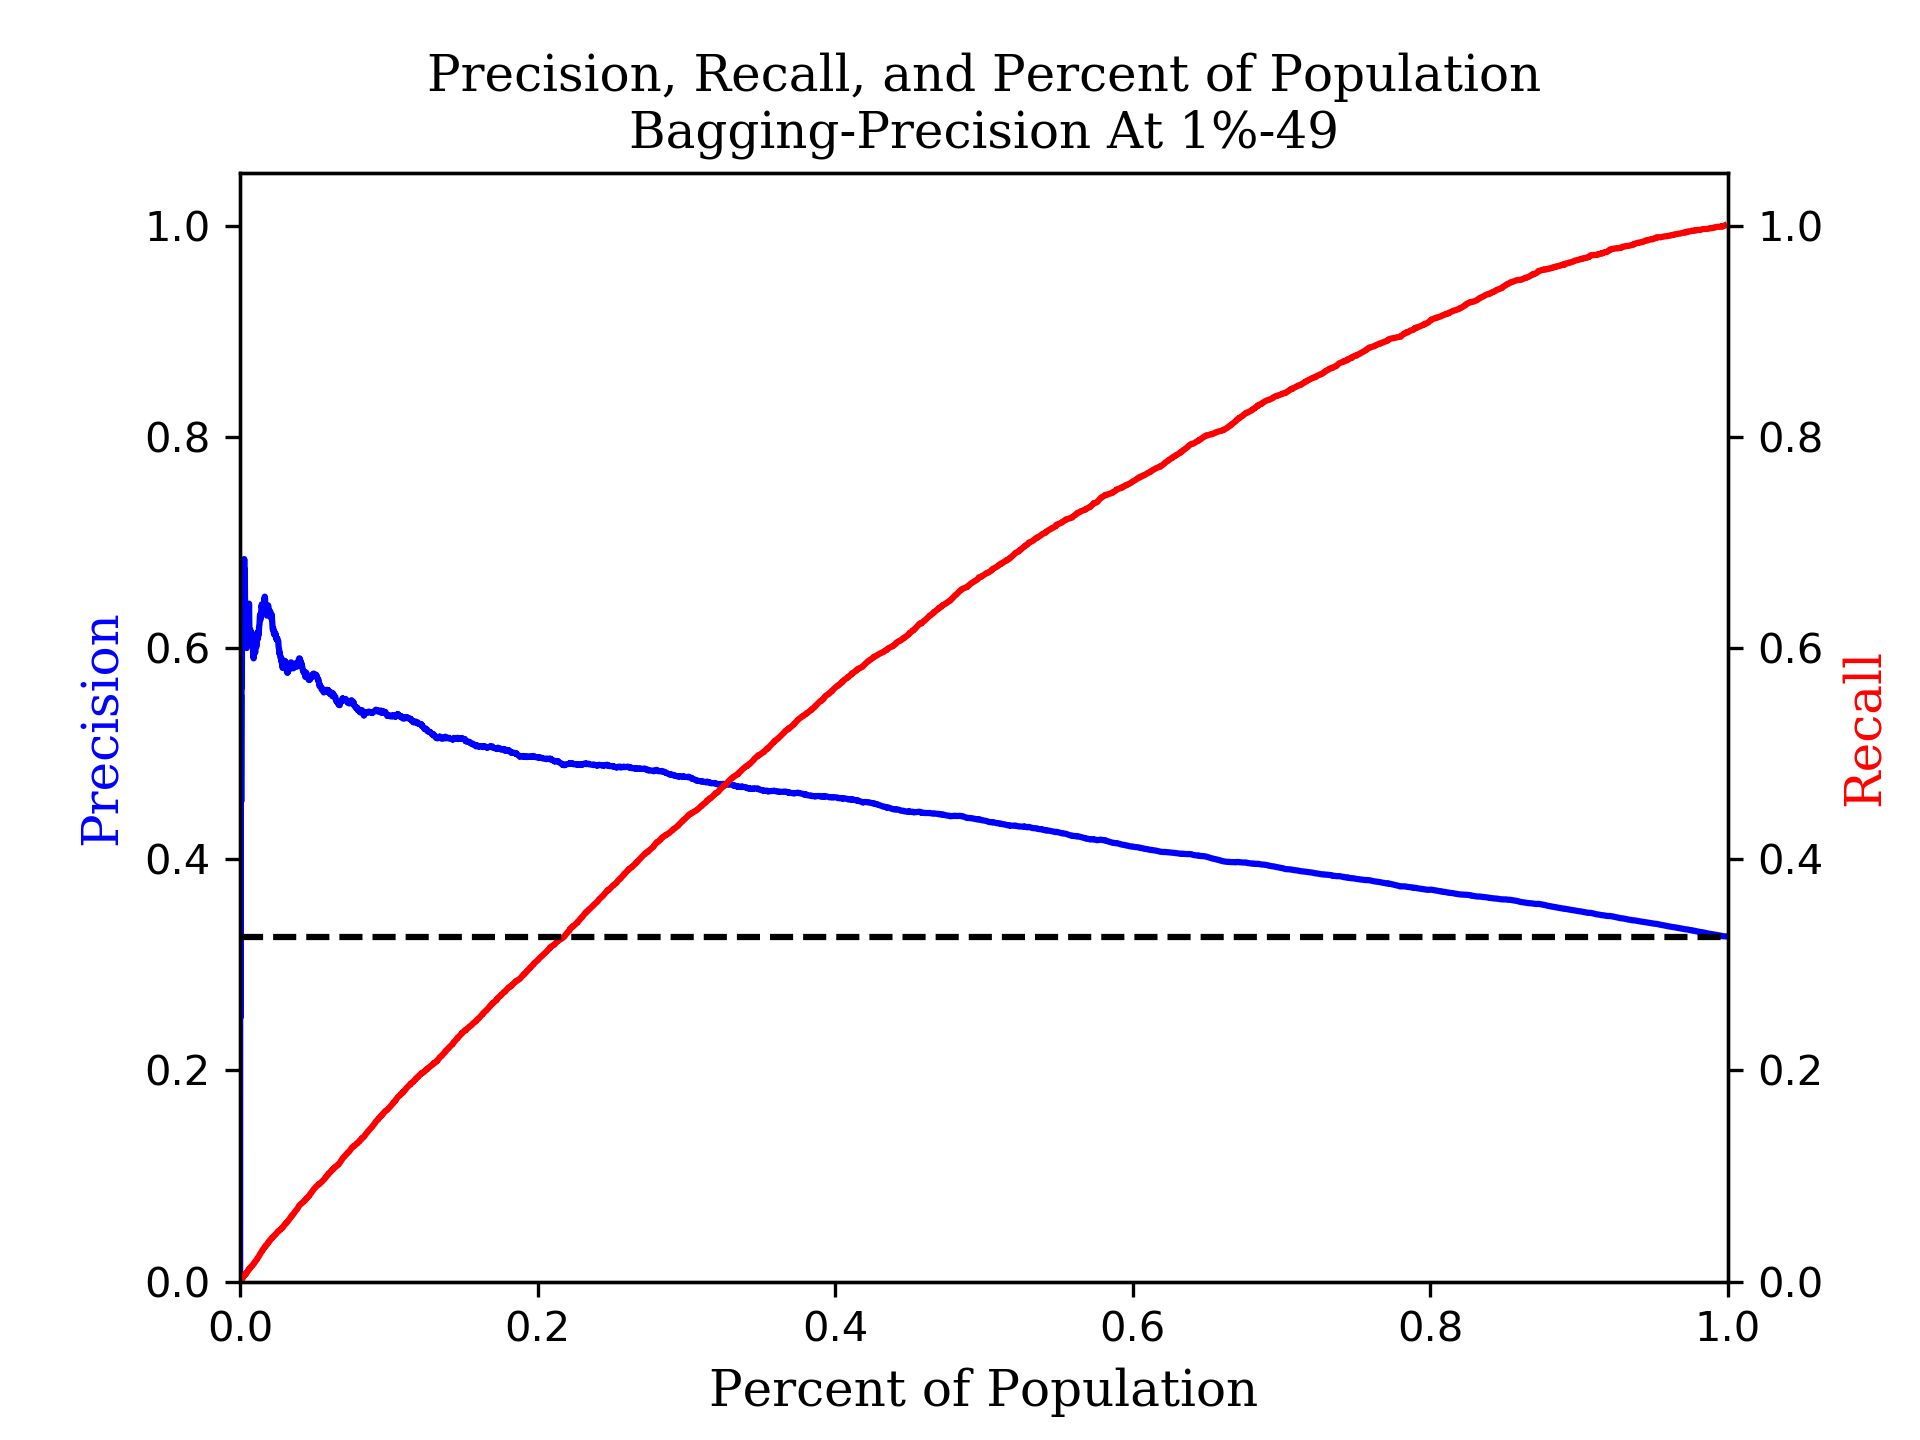 Precision, Recall, and Percent of Population
Bagging-Precision At 1%-49
1.0
0.8
0.6
0.4
0.2
0.0
Precision
1.0
0.8
0.6
0.4
0.2
0.0
Recall
0.0 0.2 0.4 0.6 0.8 1.0
Percent of Population